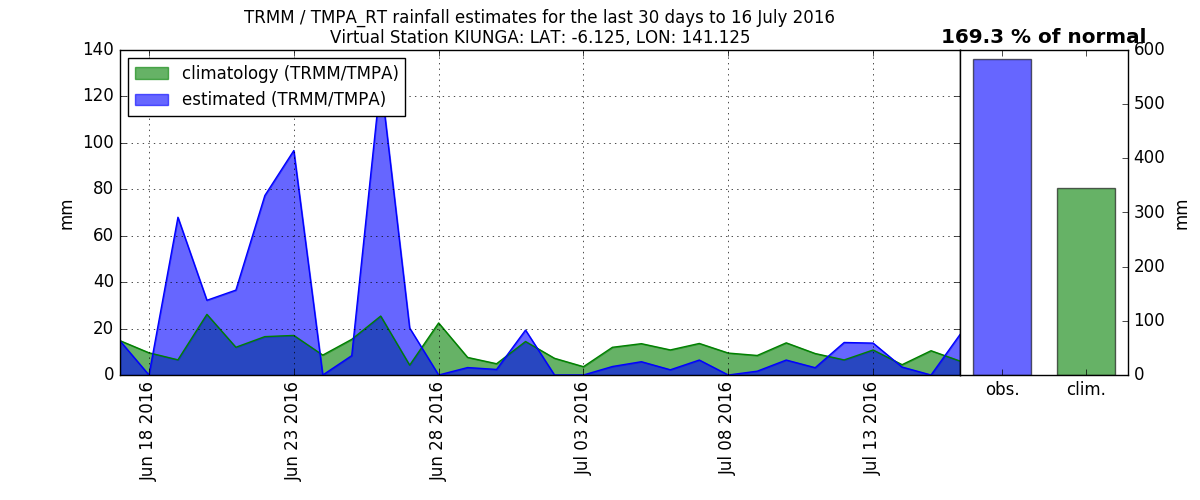 TRMM / TMPA_RT rainfall estimates for the last 30 days to 16 July 2016
Virtual Station KIUNGA: LAT: -6.125, LON: 141.125
169.3 % of normal
climatology (TRMM/TMPA)
estimated (TRMM/TMPA)
140
120
100
80
60
40
20
0
mm
Jun 18 2016
Jun 23 2016
Jun 28 2016
Jul 03 2016
Jul 08 2016
Jul 13 2016
obs.
clim.
600
500
400
300
200
100
0
mm